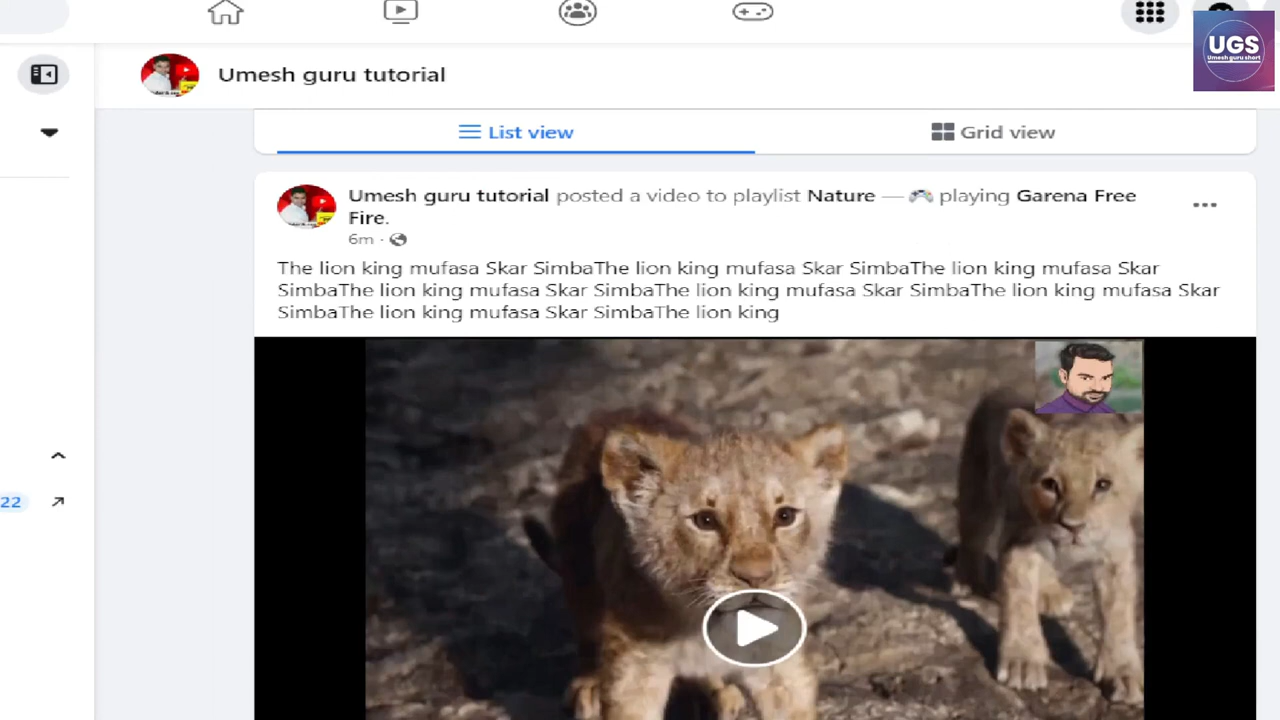 UGS
Umesh guru short
Umesh guru tutorial
List view
Grid view
Umesh guru tutorial posted a video to playlist Nature — 🎮 playing Garena Free
Fire.
6m ·
The lion king mufasa Skar SimbaThe lion king mufasa Skar SimbaThe lion king mufasa Skar
SimbaThe lion king mufasa Skar SimbaThe lion king mufasa Skar SimbaThe lion king mufasa Skar
SimbaThe lion king mufasa Skar SimbaThe lion king
22